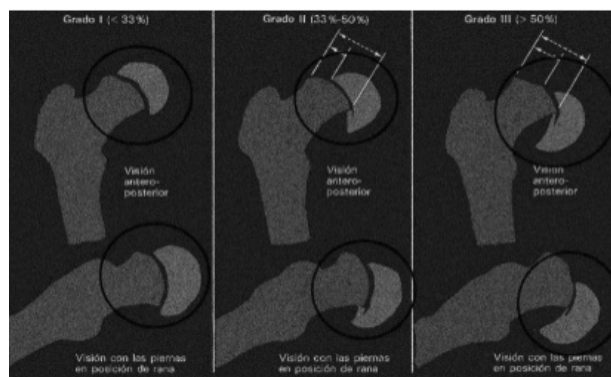 Grado I (< 33%)
Grado II (33%-50%)
Grado III (> 50%)
Visión
antero-
posterior
Visión
antero-
posterior
Visión
antero-
posterior
Visión con las piernas
en posición de rana
Visión con las piernas
en posición de rana
Visión con las piernas
en posición de rana